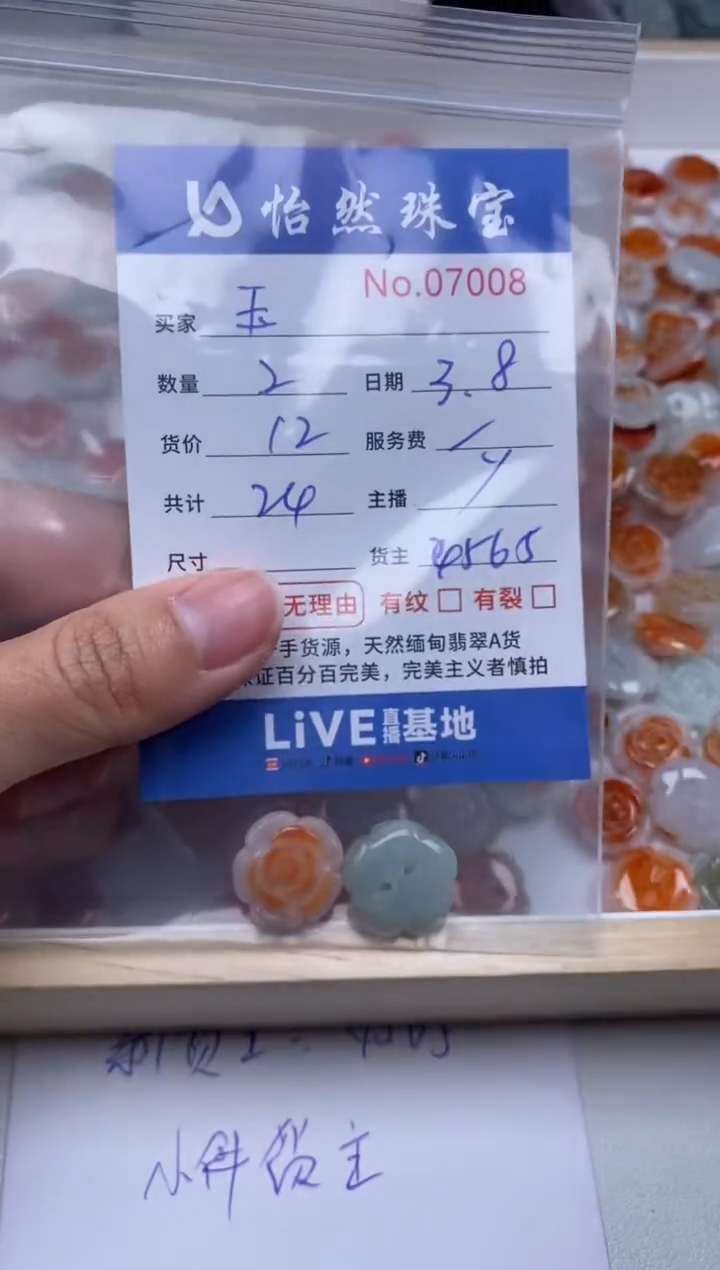 怡然珠宝
No.07008
买家 玉
数量 2 日期 3.8
货价 12 服务费 /
共计 24 主播 y
尺寸 货主 4565
无理由 有纹 □ 有裂 □
手货源，天然缅甸翡翠A货
证百分百完美，完美主义者慎拍
LiVE直播基地
小件货主